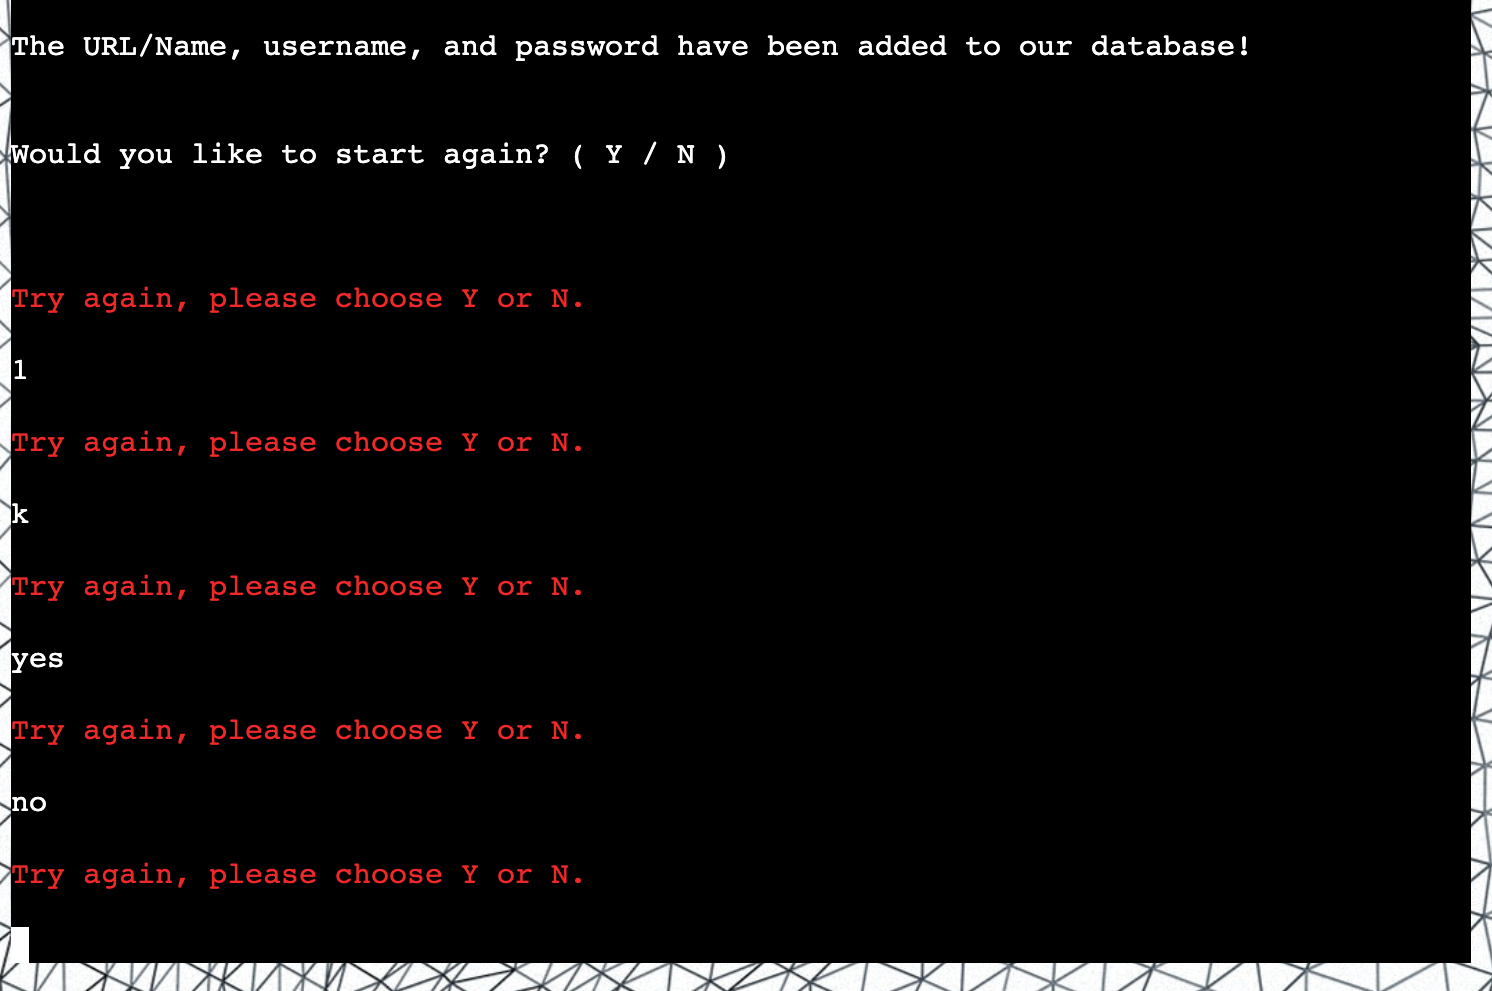 The URL/Name, username, and password have been added to our database!
Would you like to start again? ( Y / N )
Try again, please choose Y or N.
1
Try again, please choose Y or N.
k
Try again, please choose Y or N.
yes
Try again, please choose Y or N.
no
Try again, please choose Y or N.